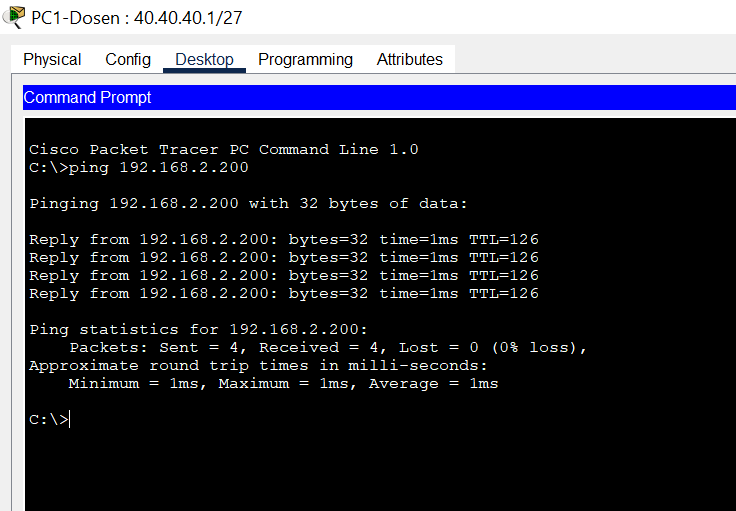 PC1-Dosen : 40.40.40.1/27
Physical Config Desktop Programming Attributes
Command Prompt
Cisco Packet Tracer PC Command Line 1.0
C:\>ping 192.168.2.200
Pinging 192.168.2.200 with 32 bytes of data:
Reply from 192.168.2.200: bytes=32 time=1ms TTL=126
Reply from 192.168.2.200: bytes=32 time=1ms TTL=126
Reply from 192.168.2.200: bytes=32 time=1ms TTL=126
Reply from 192.168.2.200: bytes=32 time=1ms TTL=126
Ping statistics for 192.168.2.200:
Packets: Sent = 4, Received = 4, Lost = 0 (0% loss),
Approximate round trip times in milli-seconds:
Minimum = 1ms, Maximum = 1ms, Average = 1ms
C:\>